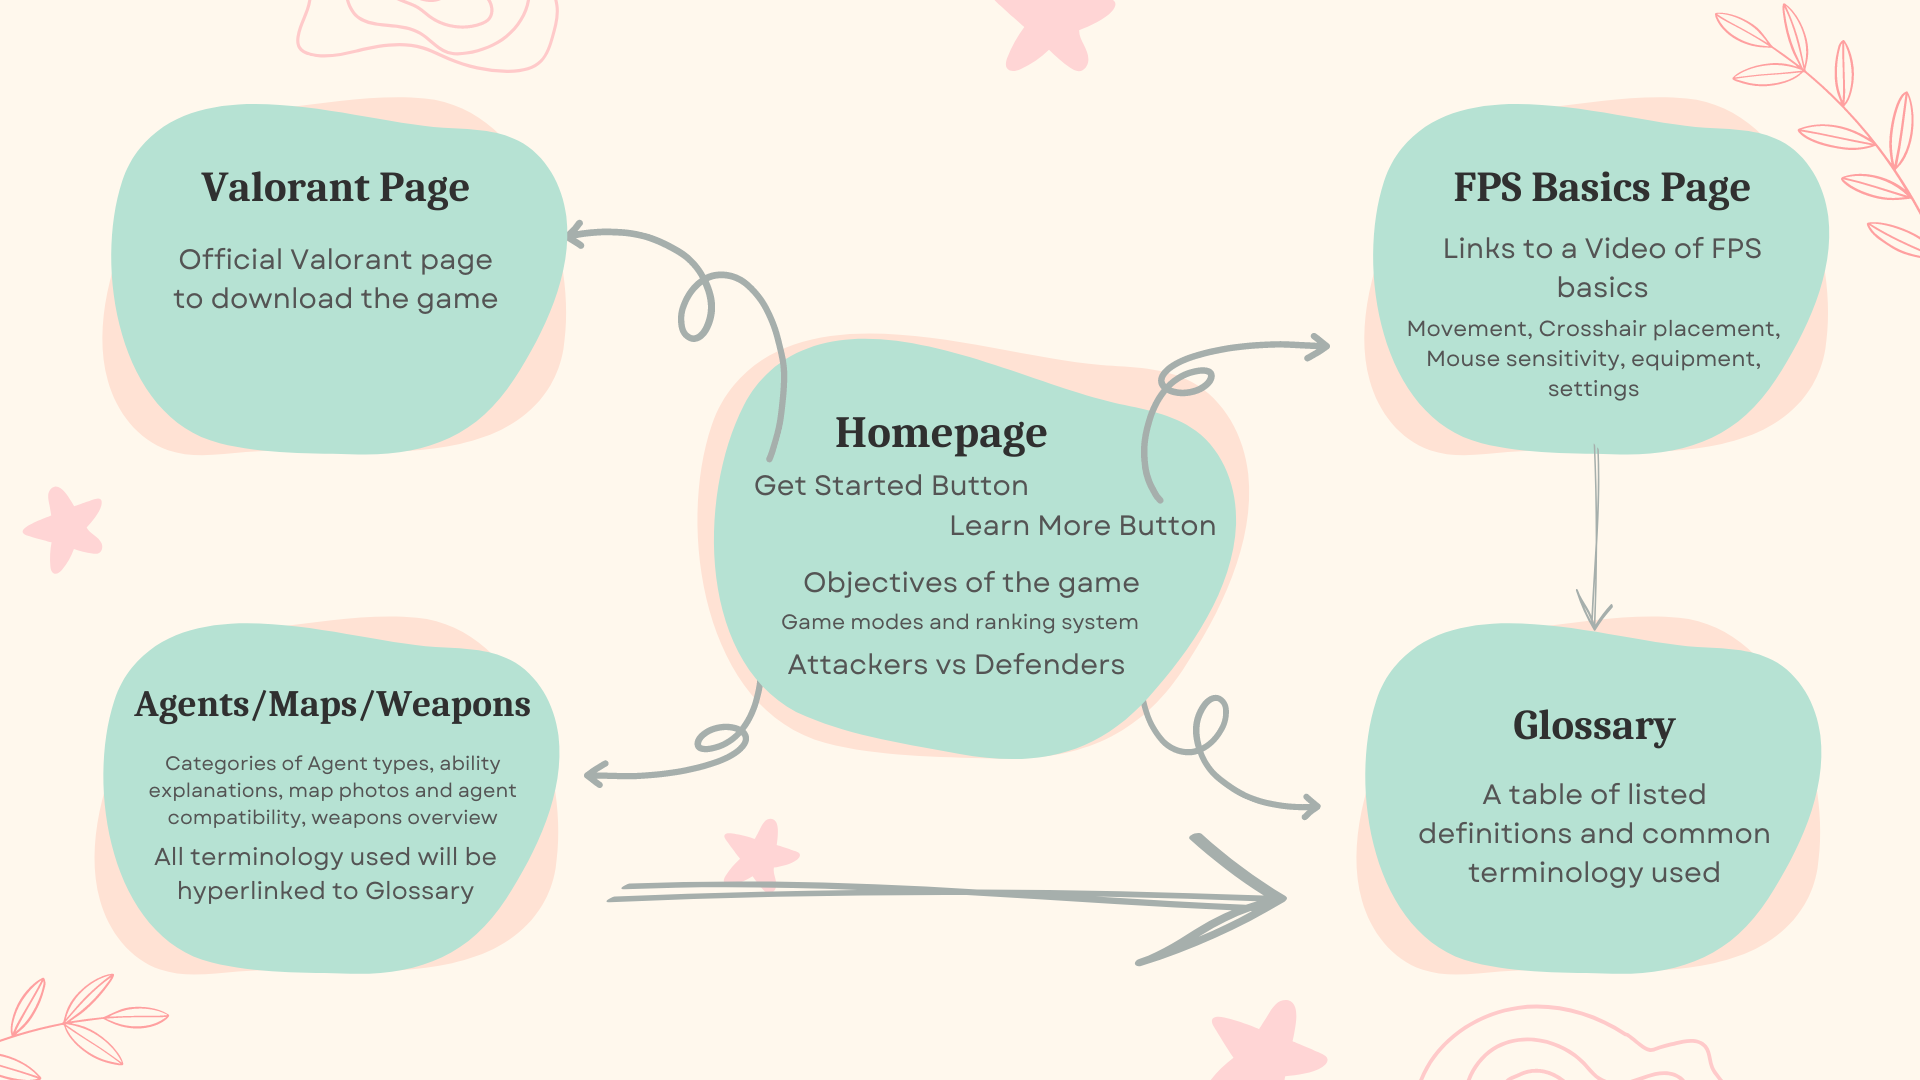 Valorant Page
Official Valorant page
to download the game
FPS Basics Page
Links to a Video of FPS
basics
Movement, Crosshair placement,
Mouse sensitivity, equipment,
settings
Homepage
Get Started Button
Learn More Button
Objectives of the game
Game modes and ranking system
Attackers vs Defenders
Agents/Maps/Weapons
Categories of Agent types, ability
explanations, map photos and agent
compatibility, weapons overview
All terminology used will be
hyperlinked to Glossary
Glossary
A table of listed
definitions and common
terminology used